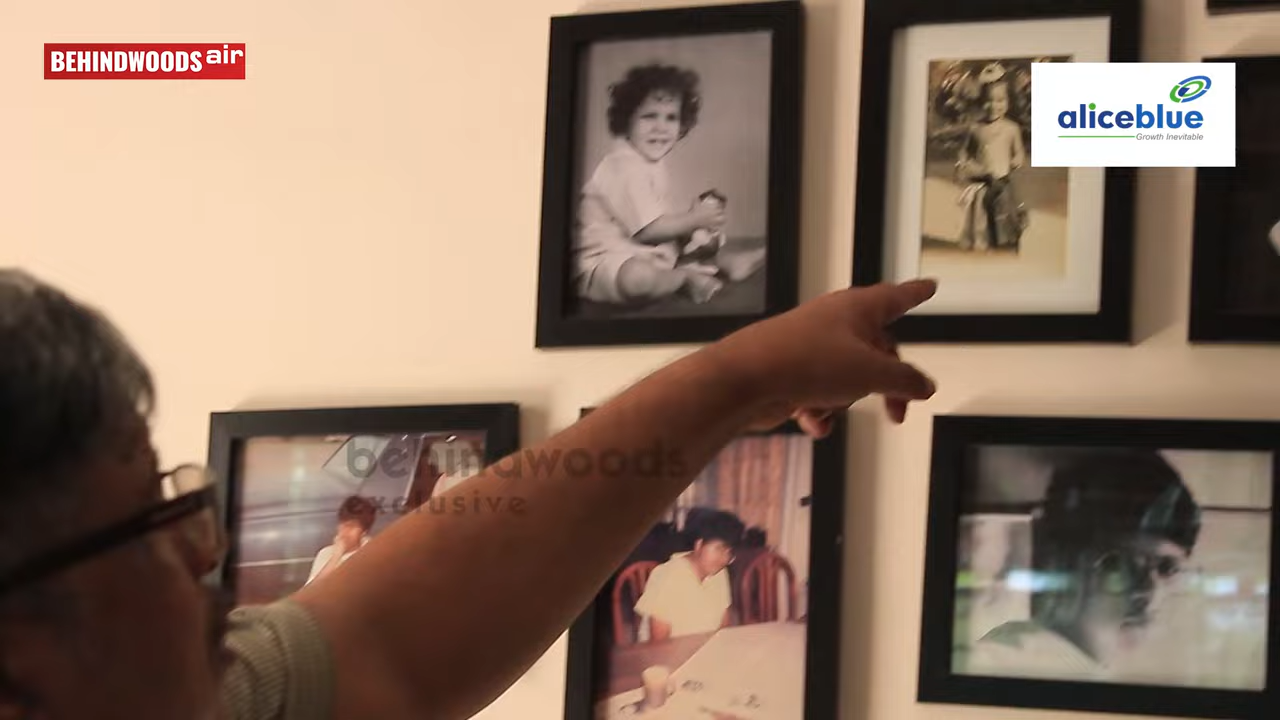 BEHINDWOODS air
aliceblue
Growth Inevitable
behindwoods
exclusive